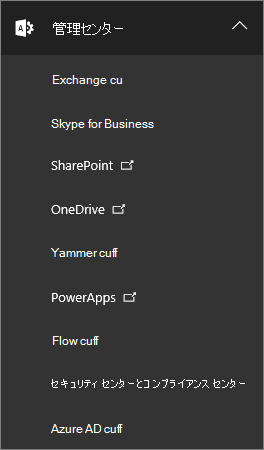 管理センター
Exchange cu
Skype for Business
SharePoint
OneDrive
Yammer cuff
PowerApps
Flow cuff
セキュリティ センターとコンプライアンス センター
Azure AD cuff